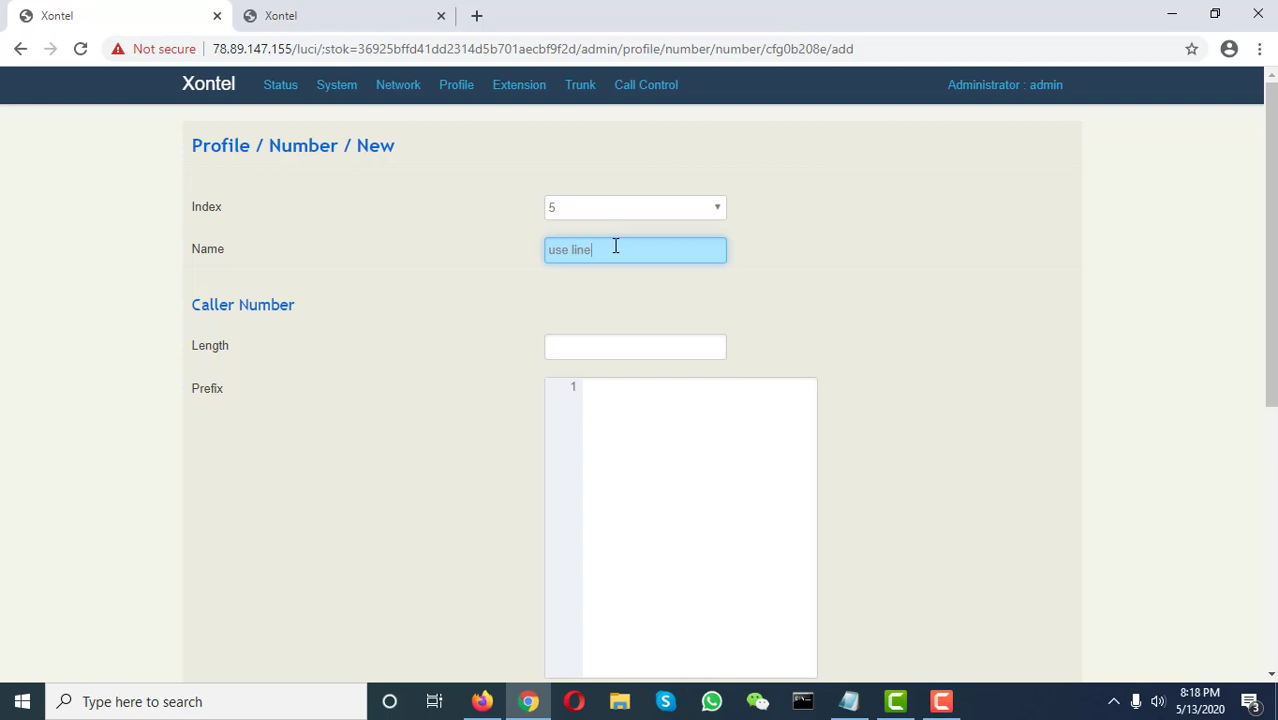 Xontel
Xontel
Not secure 78.89.147.155/luci/;stok=36925bffd41dd2314d5b701aecbf9f2d/admin/profile/number/number/cfg0b208e/add
Xontel Status System Network Profile Extension Trunk Call Control Administrator : admin
Profile / Number / New
Index 5
Name use line
Caller Number
Length
Prefix 1
Type here to search
8:18 PM
5/13/2020
3